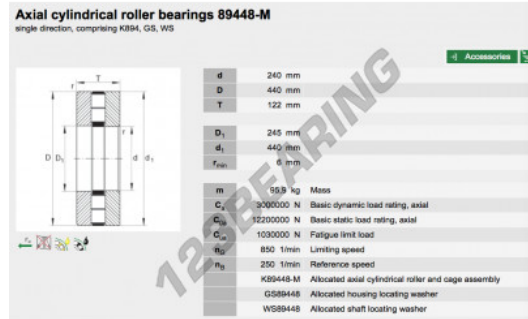 Axial cylindrical roller bearings 89448-M
single direction, comprising K894, GS, WS
Accessories
T
r
r
D D1 d d1
d 240 mm
D 440 mm
T 122 mm
D1 245 mm
d1 440 mm
rmin 6 mm
m 95,9 kg Mass
Ca 3000000 N Basic dynamic load rating, axial
C0a 12200000 N Basic static load rating, axial
Cua 1030000 N Fatigue limit load
nG 850 1/min Limiting speed
nB 250 1/min Reference speed
K89448-M Allocated axial cylindrical roller and cage assembly
GS89448 Allocated housing locating washer
WS89448 Allocated shaft locating washer
123BEARING